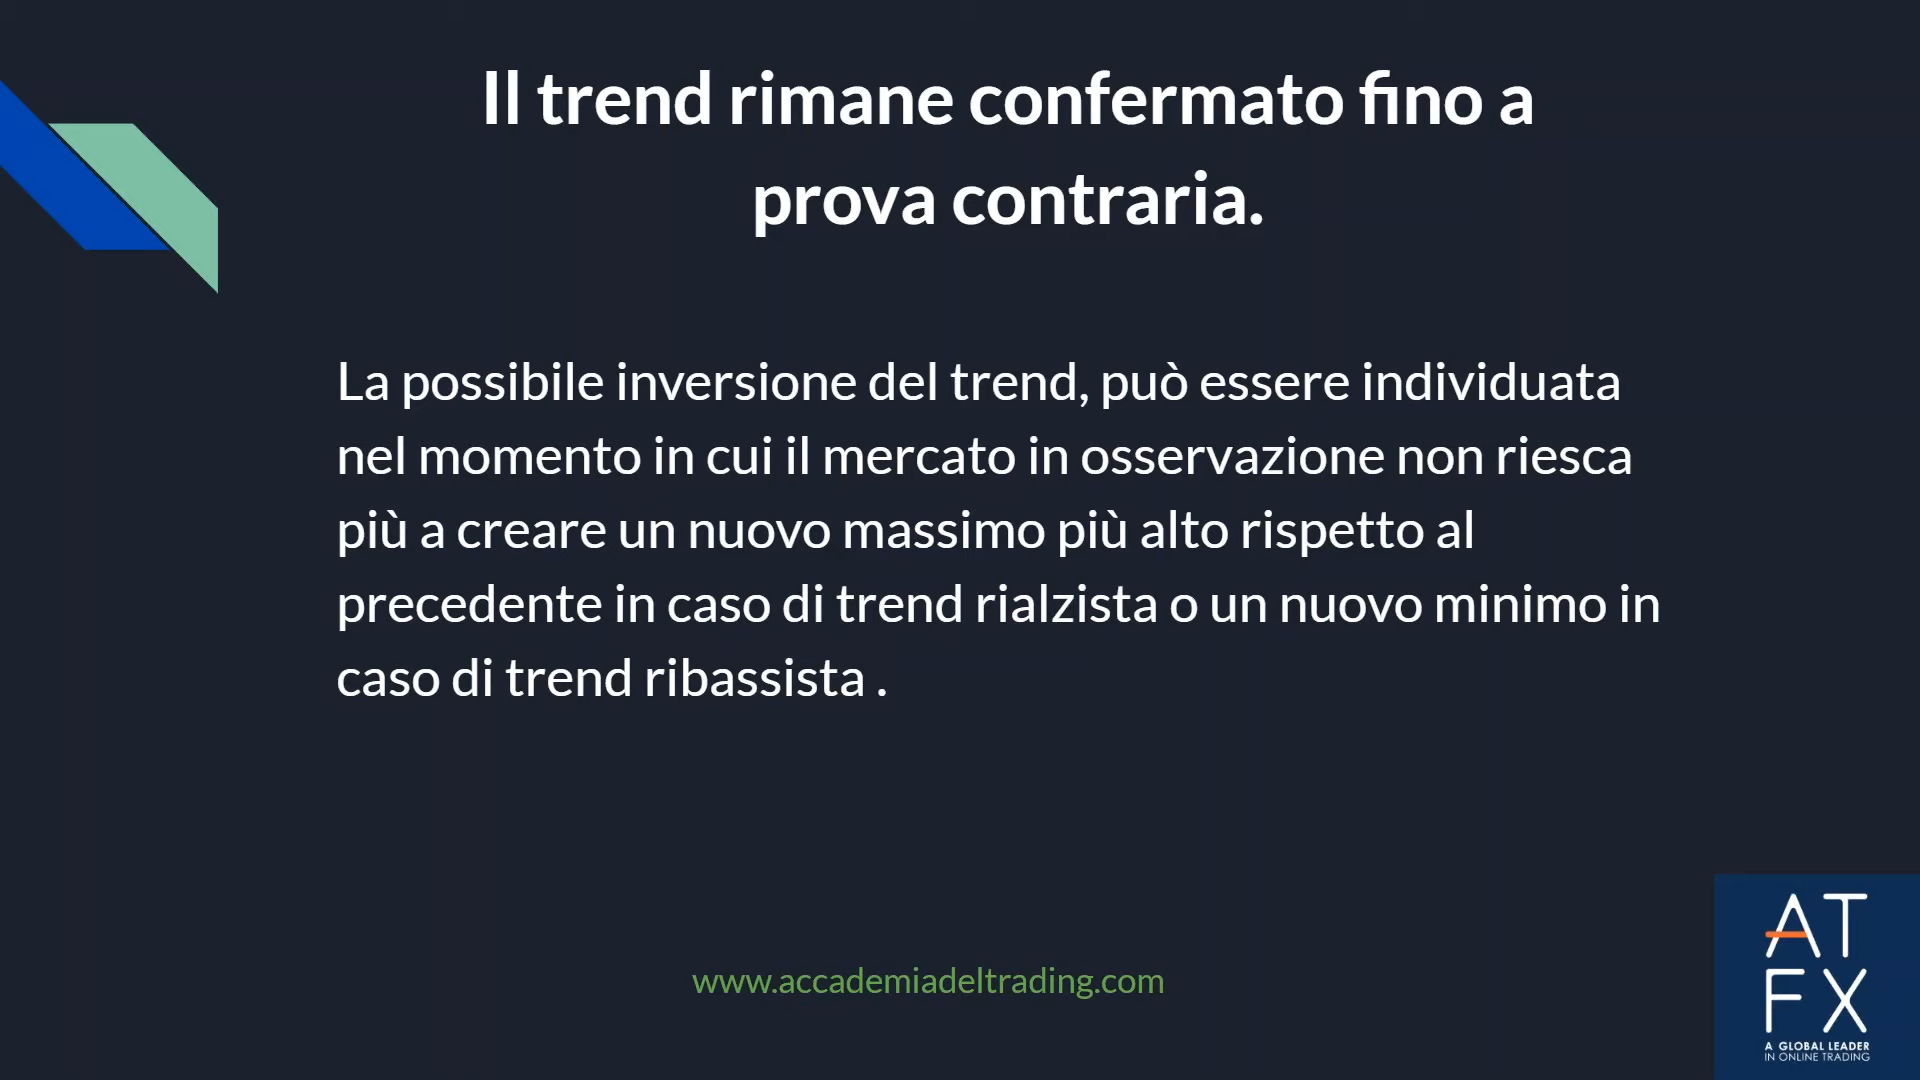 Il trend rimane confermato fino a
prova contraria.
La possibile inversione del trend, può essere individuata
nel momento in cui il mercato in osservazione non riesca
più a creare un nuovo massimo più alto rispetto al
precedente in caso di trend rialzista o un nuovo minimo in
caso di trend ribassista .
www.accademiadeltrading.com
AT
FX
A GLOBAL LEADER
IN ONLINE TRADING